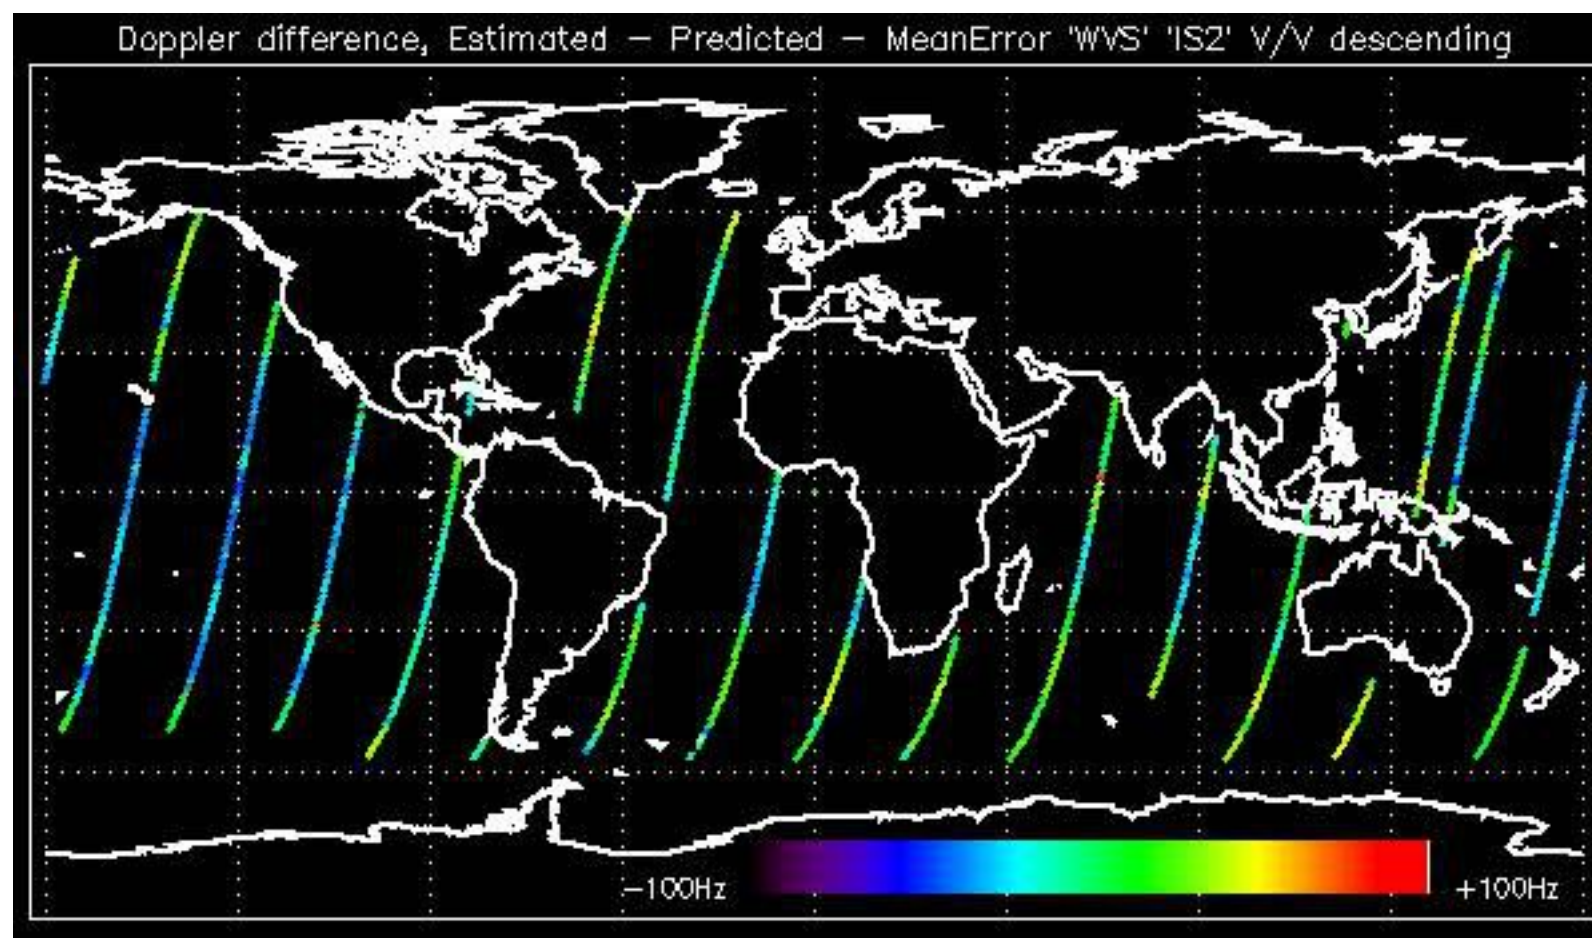 Doppler difference, Estimated - Predicted - MeanError 'WVS' 'IS2' V/V descending
-100Hz +100Hz